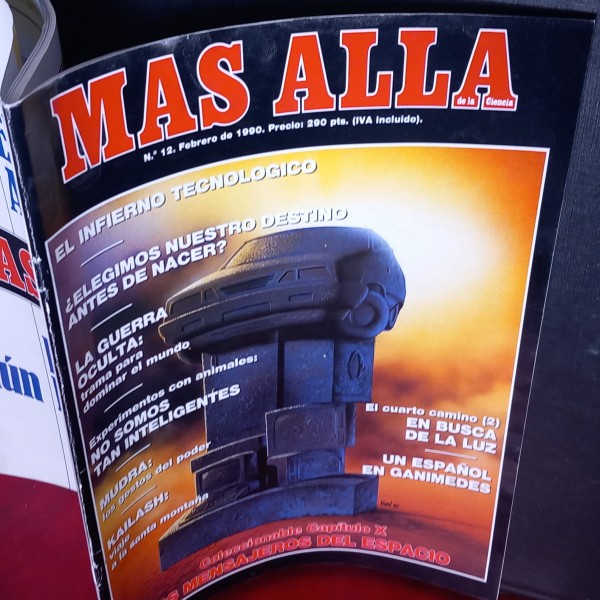 MAS ALLA
de la Ciencia
N.º 12. Febrero de 1990. Precio: 290 pts. (IVA incluido).
EL INFIERNO TECNOLOGICO
¿ELEGIMOS NUESTRO DESTINO
ANTES DE NACER?
LA GUERRA
OCULTA:
trama para
dominar el mundo
Experimentos con animales:
NO SOMOS
TAN INTELIGENTES
MUDRA:
los gestos del poder
KAILASH:
viaje
a la santa montaña
El cuarto camino (2)
EN BUSCA
DE LA LUZ
UN ESPAÑOL
EN GANIMEDES
Coleccionable Capítulo X
MENSAJEROS DEL ESPACIO